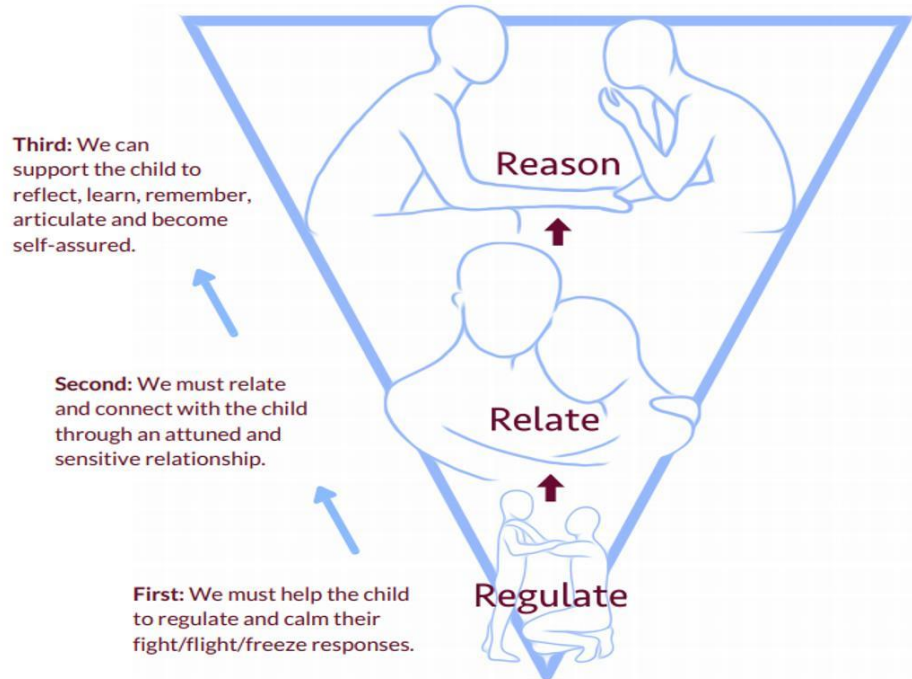 Reason
Third: We can
support the child to
reflect, learn, remember,
articulate and become
self-assured.
Relate
Second: We must relate
and connect with the child
through an attuned and
sensitive relationship.
Regulate
First: We must help the child
to regulate and calm their
fight/flight/freeze responses.